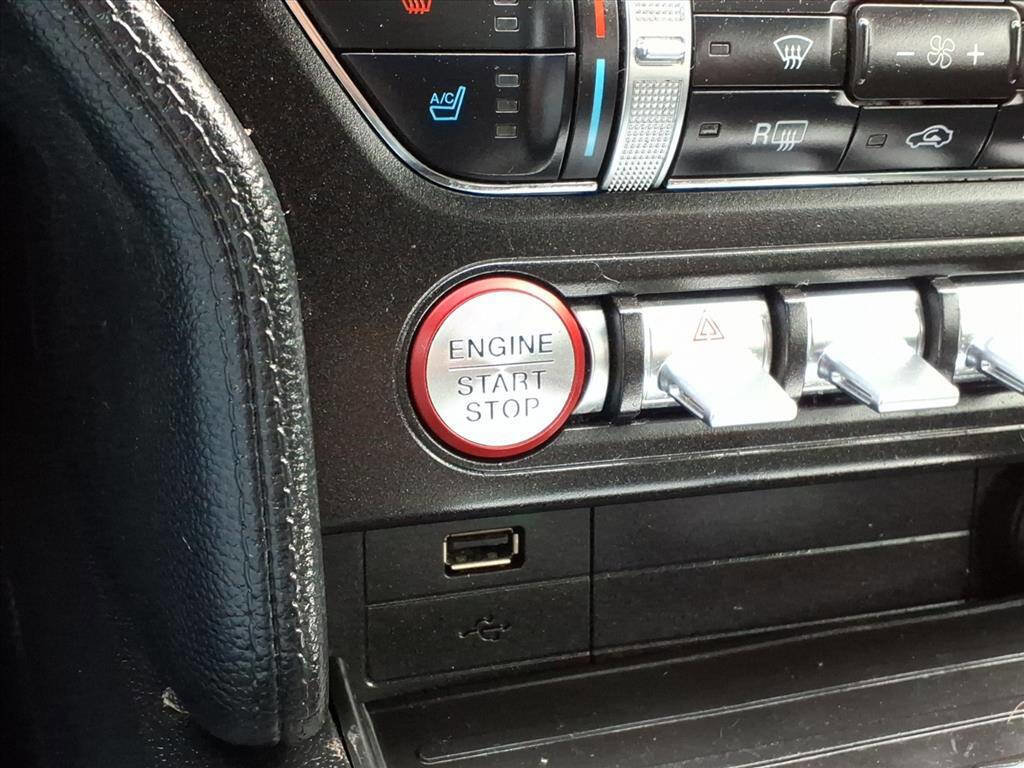 A/C
- +
R
ENGINE
START
STOP